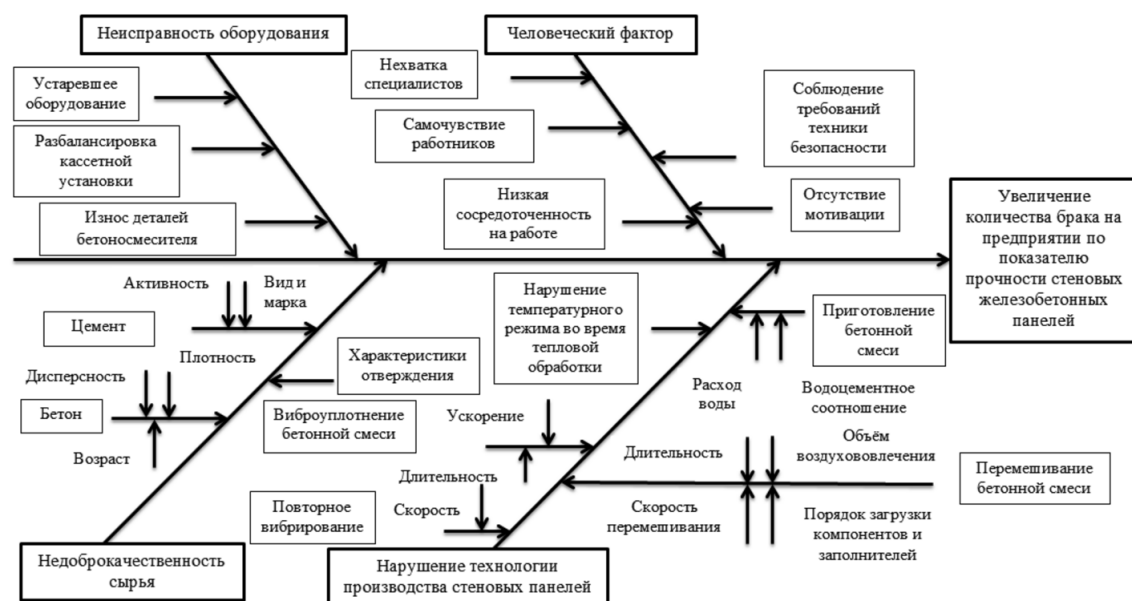 Неисправность оборудования
Человеческий фактор
Устаревшее
оборудование
Нехватка
специалистов
Соблюдение
требований
техники
безопасности
Самочувствие
работников
Разбалансировка
кассетной
установки
Износ деталей
бетоносмесителя
Низкая
сосредоточенность
на работе
Отсутствие
мотивации
Увеличение
количества брака на
предприятии по
показателю
прочности стеновых
железобетонных
панелей
Активность
Вид и
марка
Цемент
Плотность
Дисперсность
Бетон
Возраст
Характеристики
отверждения
Нарушение
температурного
режима во время
тепловой
обработки
Приготовление
бетонной
смеси
Расход
воды
Водоцементное
соотношение
Виброуплотнение
бетонной смеси
Ускорение
Длительность
Длительность
Объём
воздухововлечения
Перемешивание
бетонной смеси
Скорость
перемешивания
Порядок загрузки
компонентов и
заполнителей
Повторное
вибрирование
Скорость
Недоброкачественность
сырья
Нарушение технологии
производства стеновых панелей